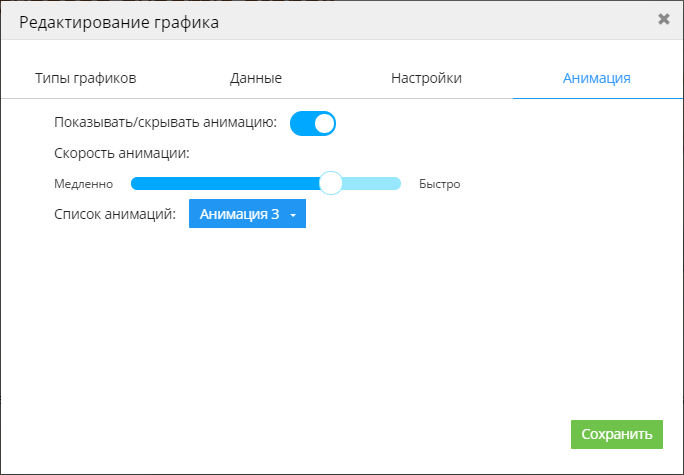 Редактирование графика
Типы графиков Данные Настройки Анимация
Показывать/скрывать анимацию:
Скорость анимации:
Медленно Быстро
Список анимаций: Анимация 3
Сохранить